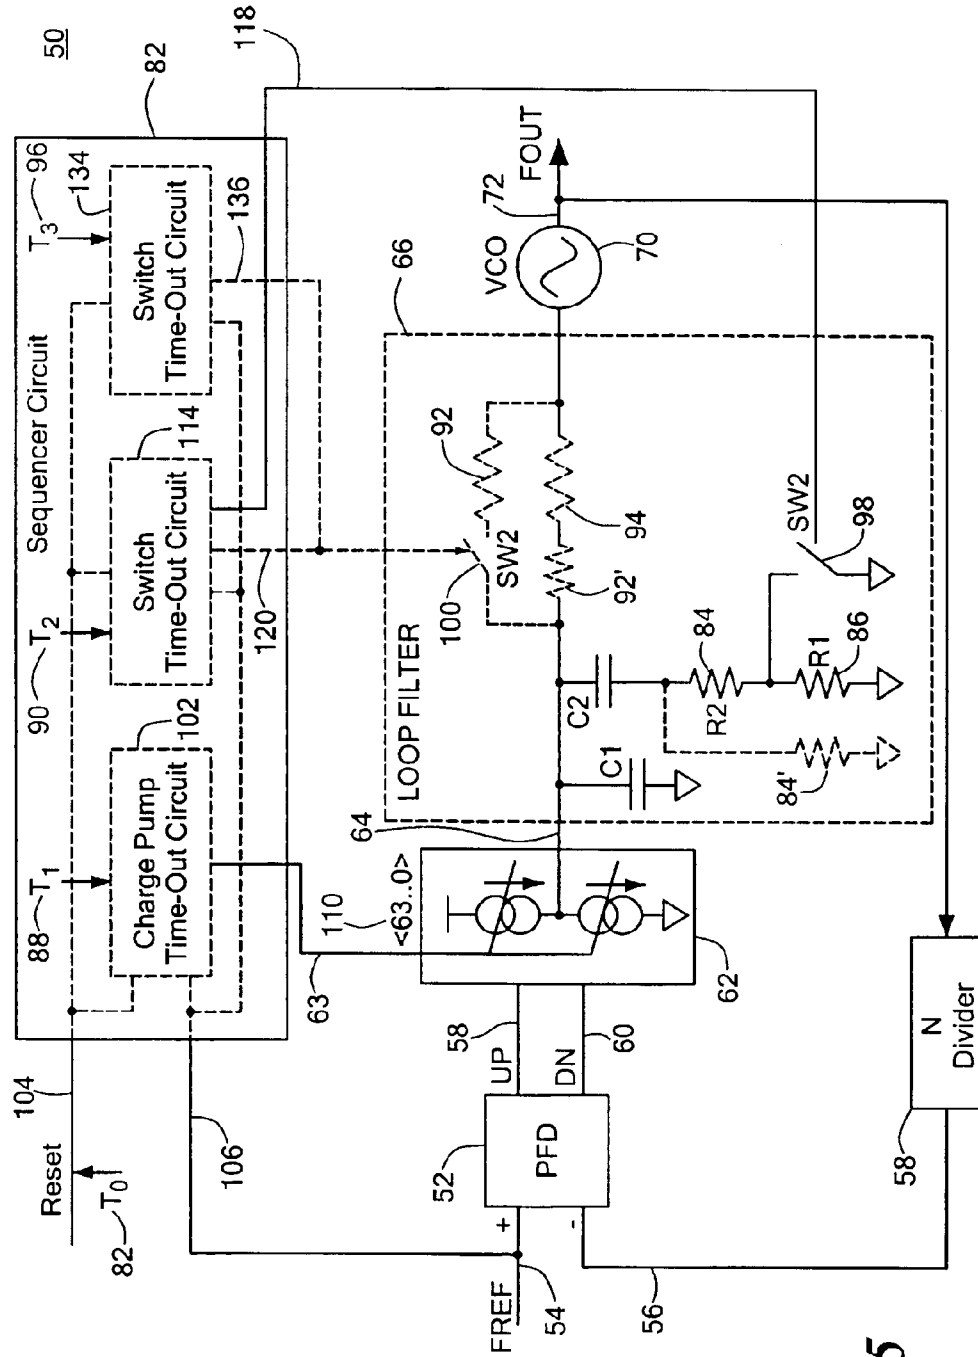 50
Sequencer Circuit
82
118
88
T1
90
T2
T3
96
Charge Pump
Time-Out Circuit
102
Switch
Time-Out Circuit
114
Switch
Time-Out Circuit
134
104
Reset
T0
82
106
63
110
<63..0>
120
136
66
LOOP FILTER
64
100
SW2
92
92'
94
VCO
72
FOUT
70
C1
C2
84
R2
84'
R1
86
SW2
98
FREF
54
+
-
52
PFD
UP
58
DN
60
62
56
58
N
Divider
5